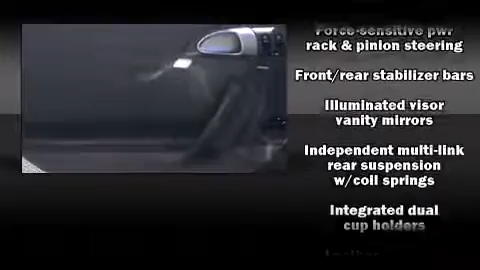 Force-sensitive pwr
rack & pinion steering
Front/rear stabilizer bars
Illuminated visor
vanity mirrors
Independent multi-link
rear suspension
w/coil springs
Integrated dual
cup holders